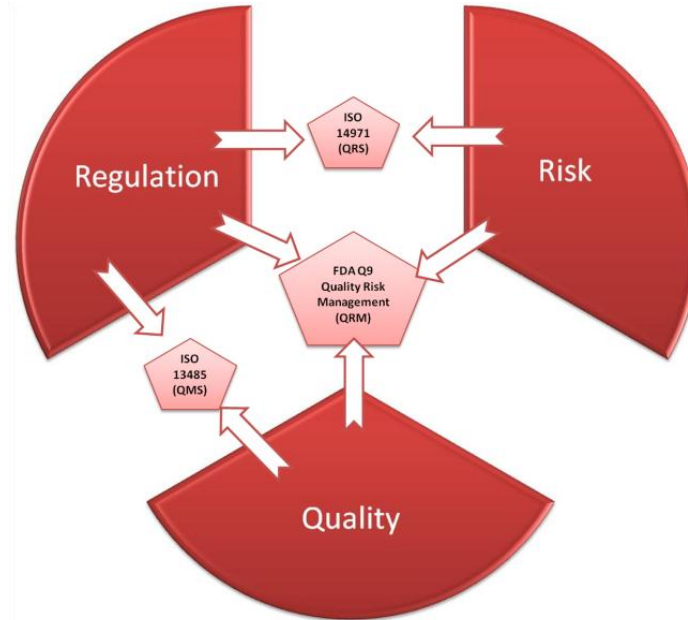 ISO
14971
(QRS)
Regulation
Risk
FDA Q9
Quality Risk
Management
(QRM)
ISO
13485
(QMS)
Quality